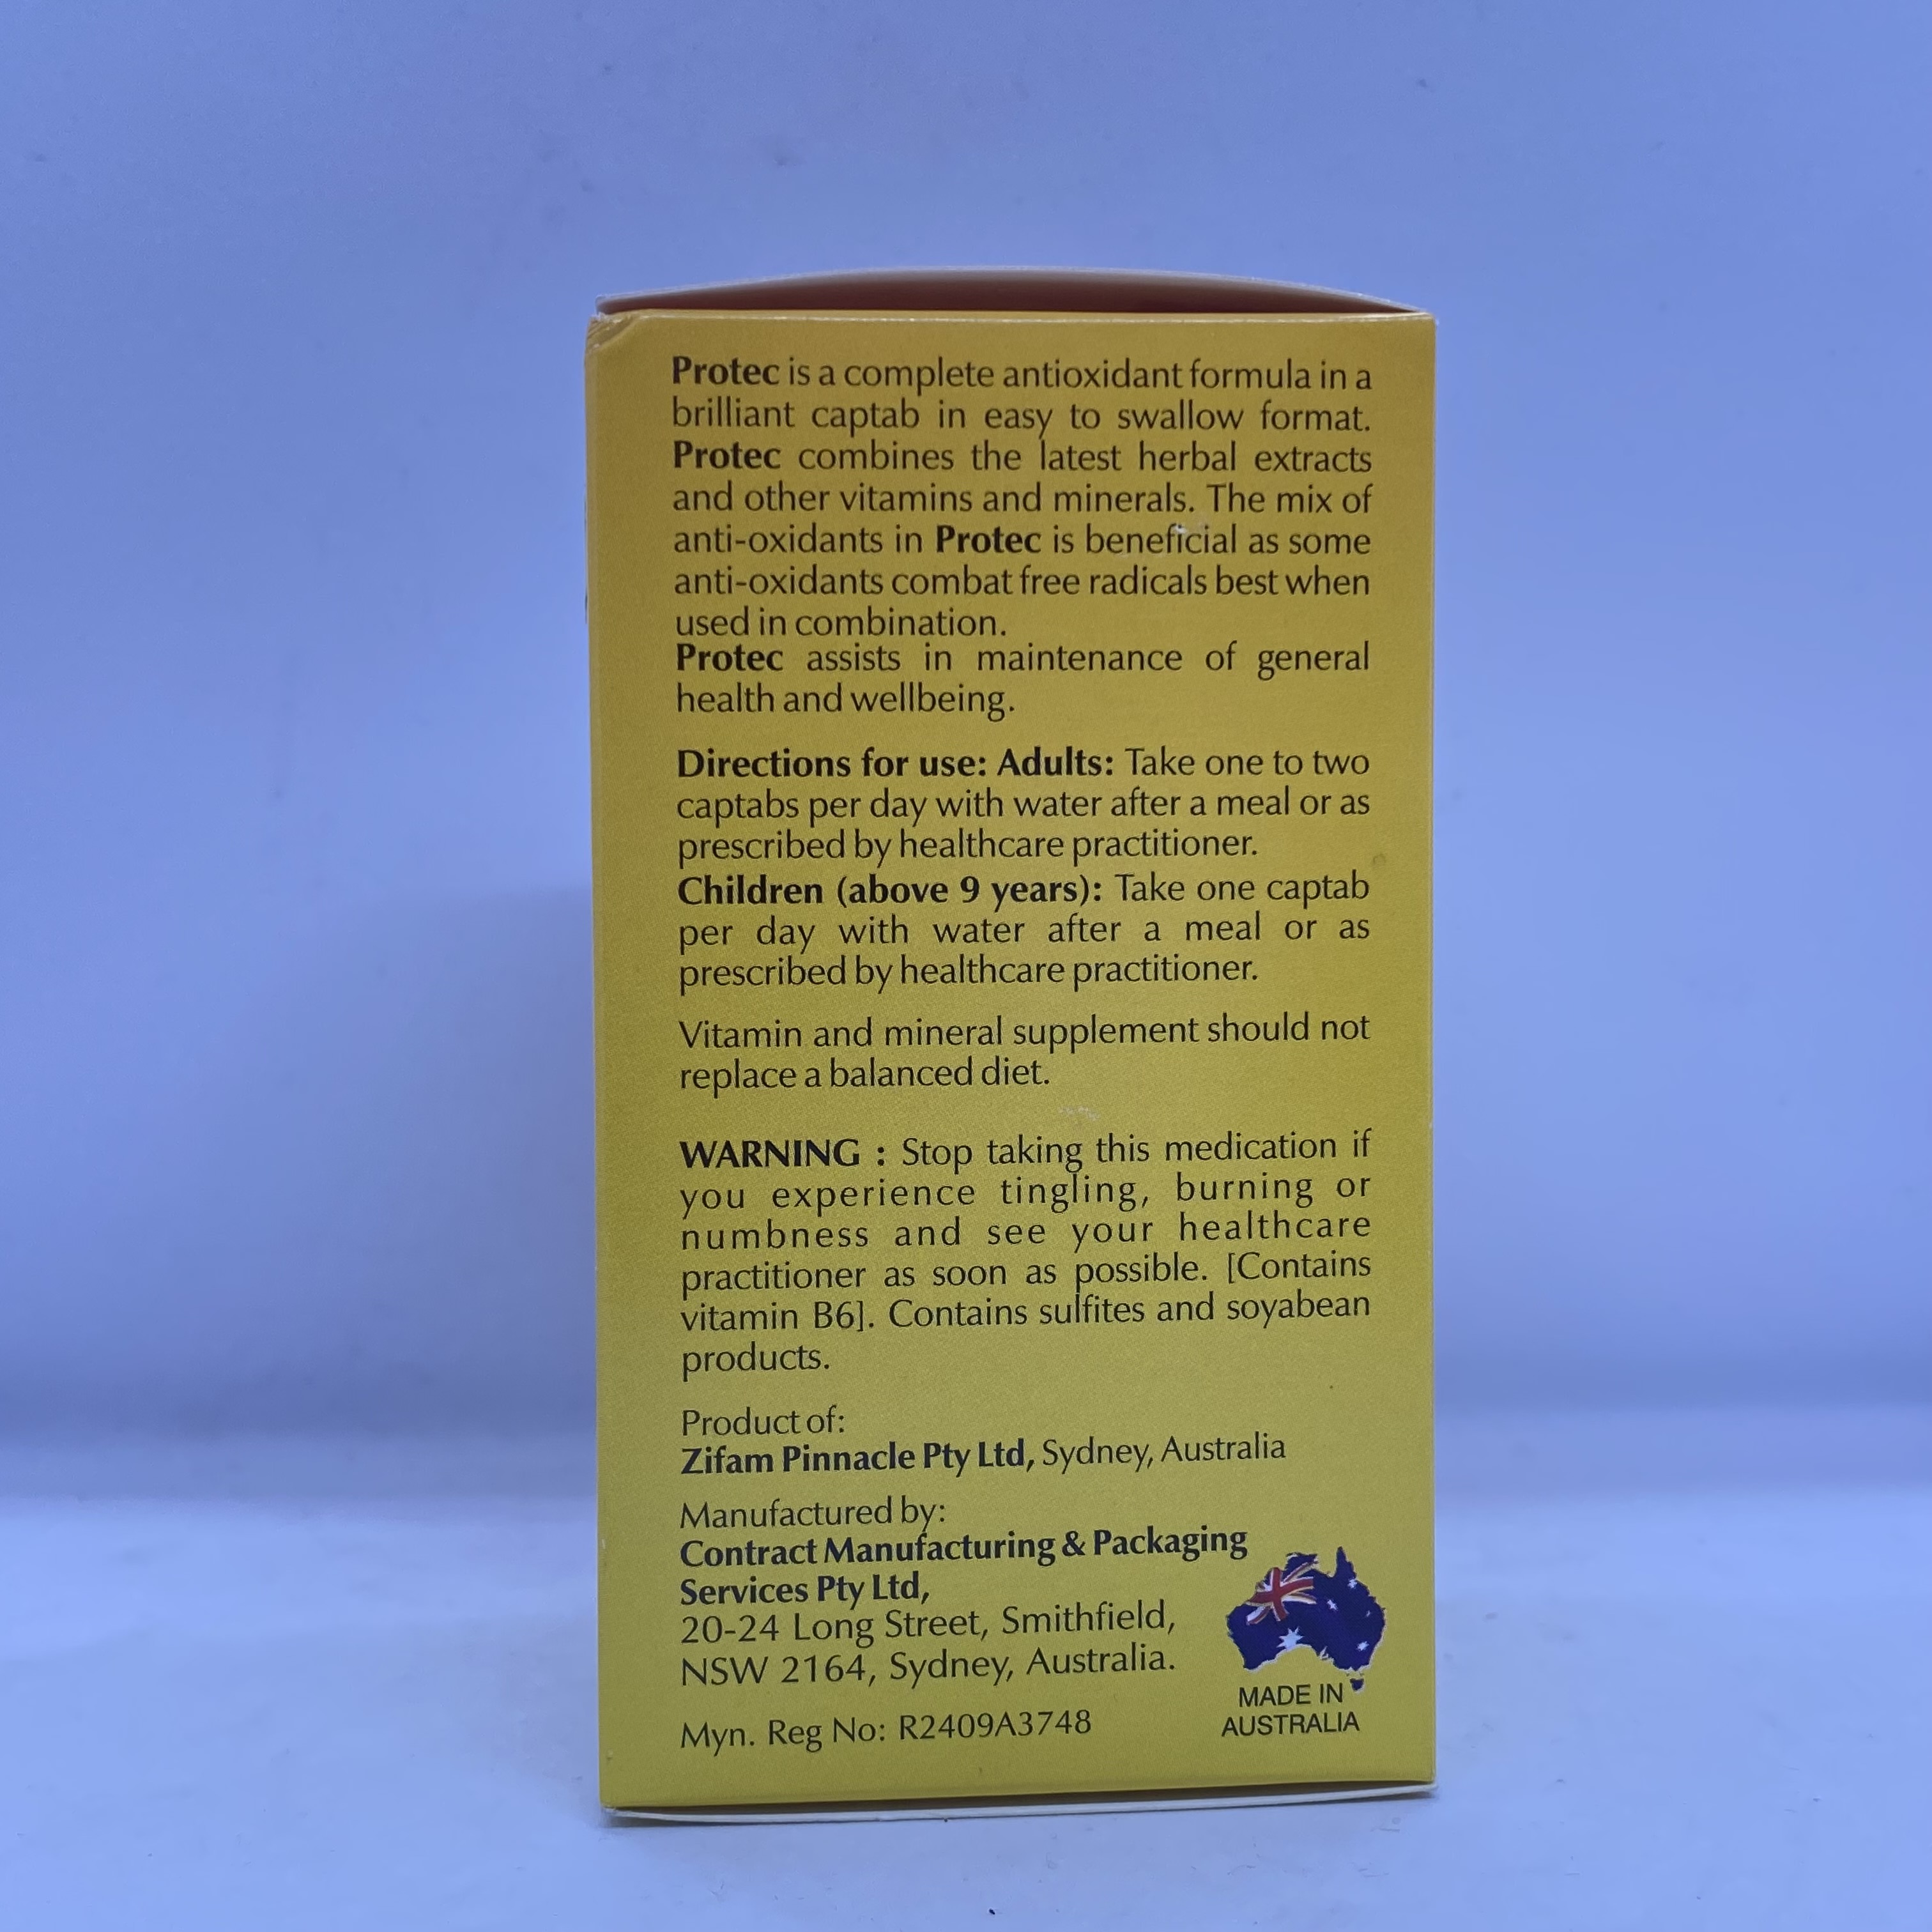 Protec is a complete antioxidant formula in a
brilliant captab in easy to swallow format.
Protec combines the latest herbal extracts
and other vitamins and minerals. The mix of
anti-oxidants in Protec is beneficial as some
anti-oxidants combat free radicals best when
used in combination.
Protec assists in maintenance of general
health and wellbeing.
Directions for use: Adults: Take one to two
captabs per day with water after a meal or as
prescribed by healthcare practitioner.
Children (above 9 years): Take one captab
per day with water after a meal or as
prescribed by healthcare practitioner.
Vitamin and mineral supplement should not
replace a balanced diet.
WARNING : Stop taking this medication if
you experience tingling, burning or
numbness and see your healthcare
practitioner as soon as possible. [Contains
vitamin B6]. Contains sulfites and soyabean
products.
Product of:
Zifam Pinnacle Pty Ltd, Sydney, Australia
Manufactured by:
Contract Manufacturing & Packaging
Services Pty Ltd,
20-24 Long Street, Smithfield,
NSW 2164, Sydney, Australia.
Myn. Reg No: R2409A3748
MADE IN
AUSTRALIA